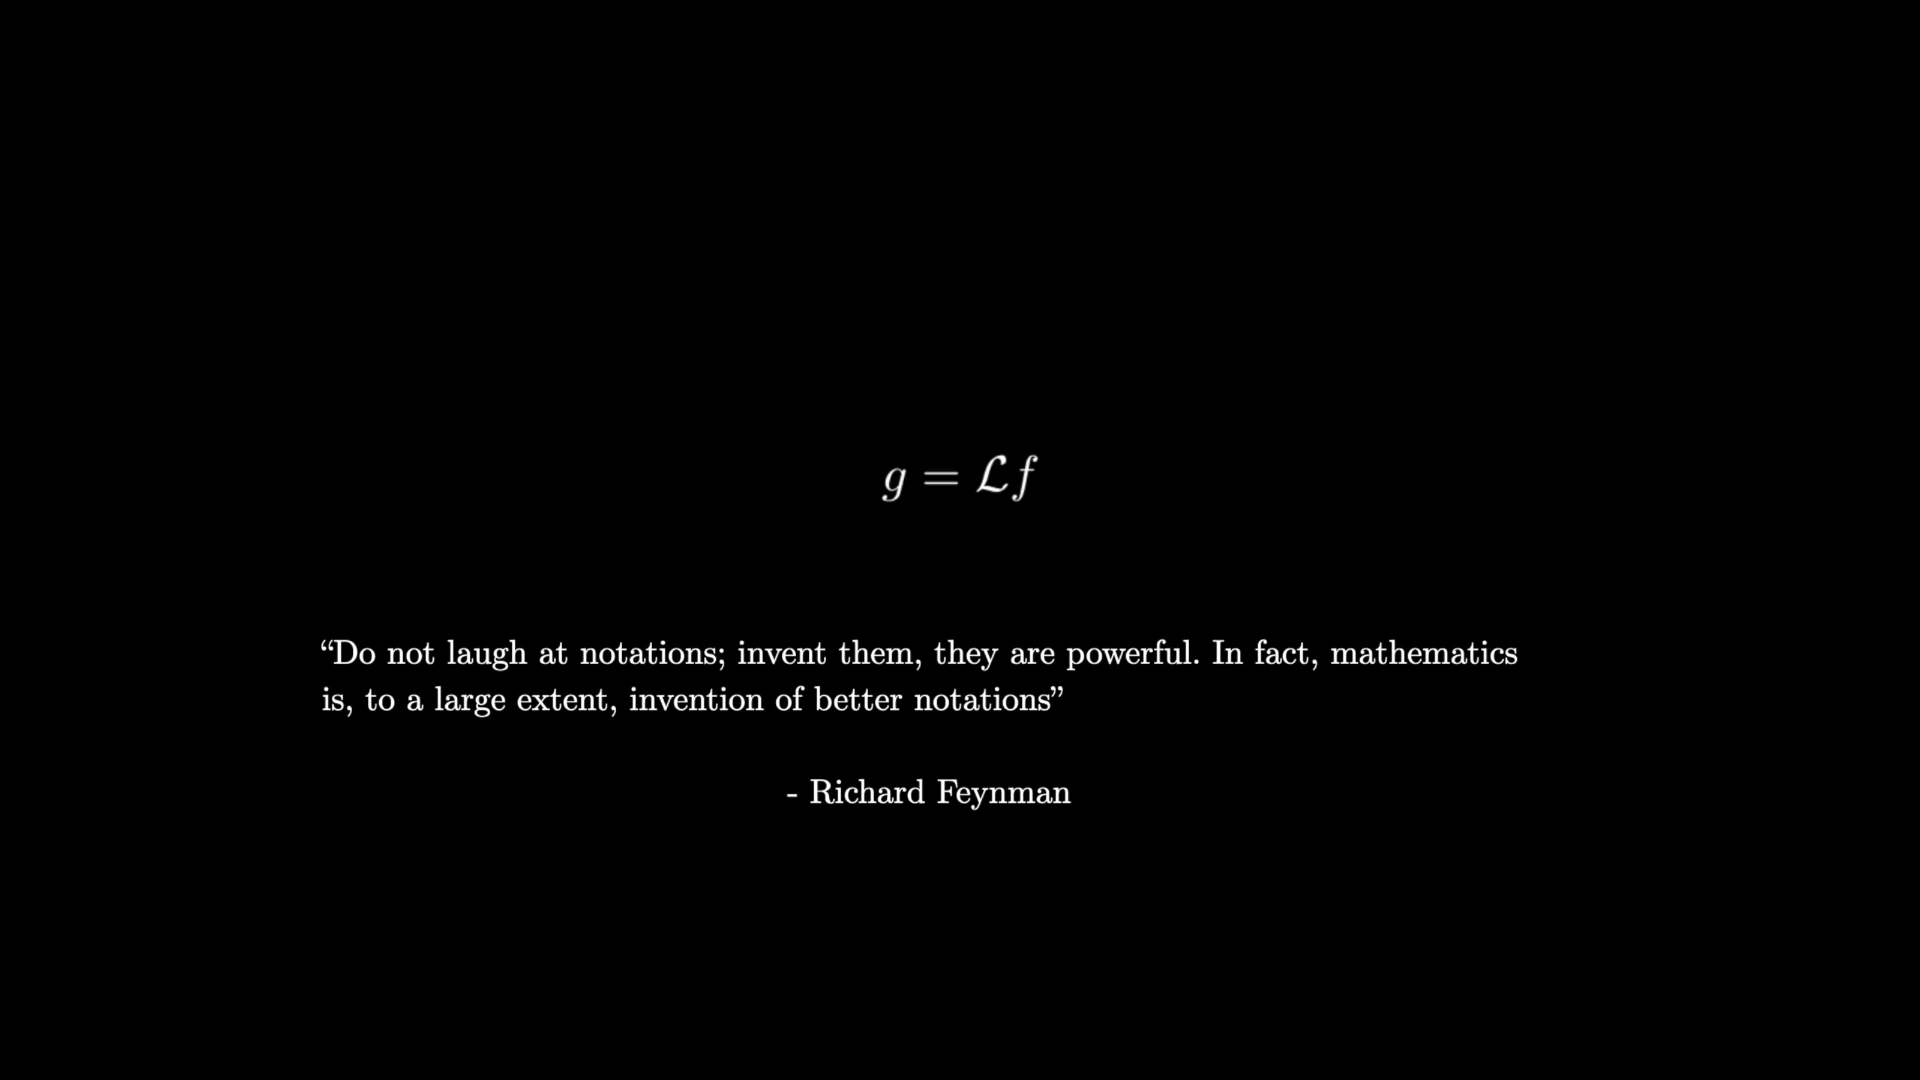 g = ℒf
“Do not laugh at notations; invent them, they are powerful. In fact, mathematics
is, to a large extent, invention of better notations”
- Richard Feynman